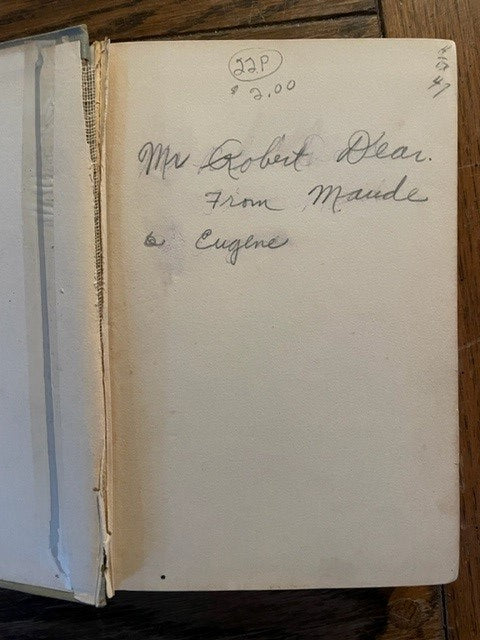 22P
$2.00
Mr Robert Dear.
From Maude
& Eugene